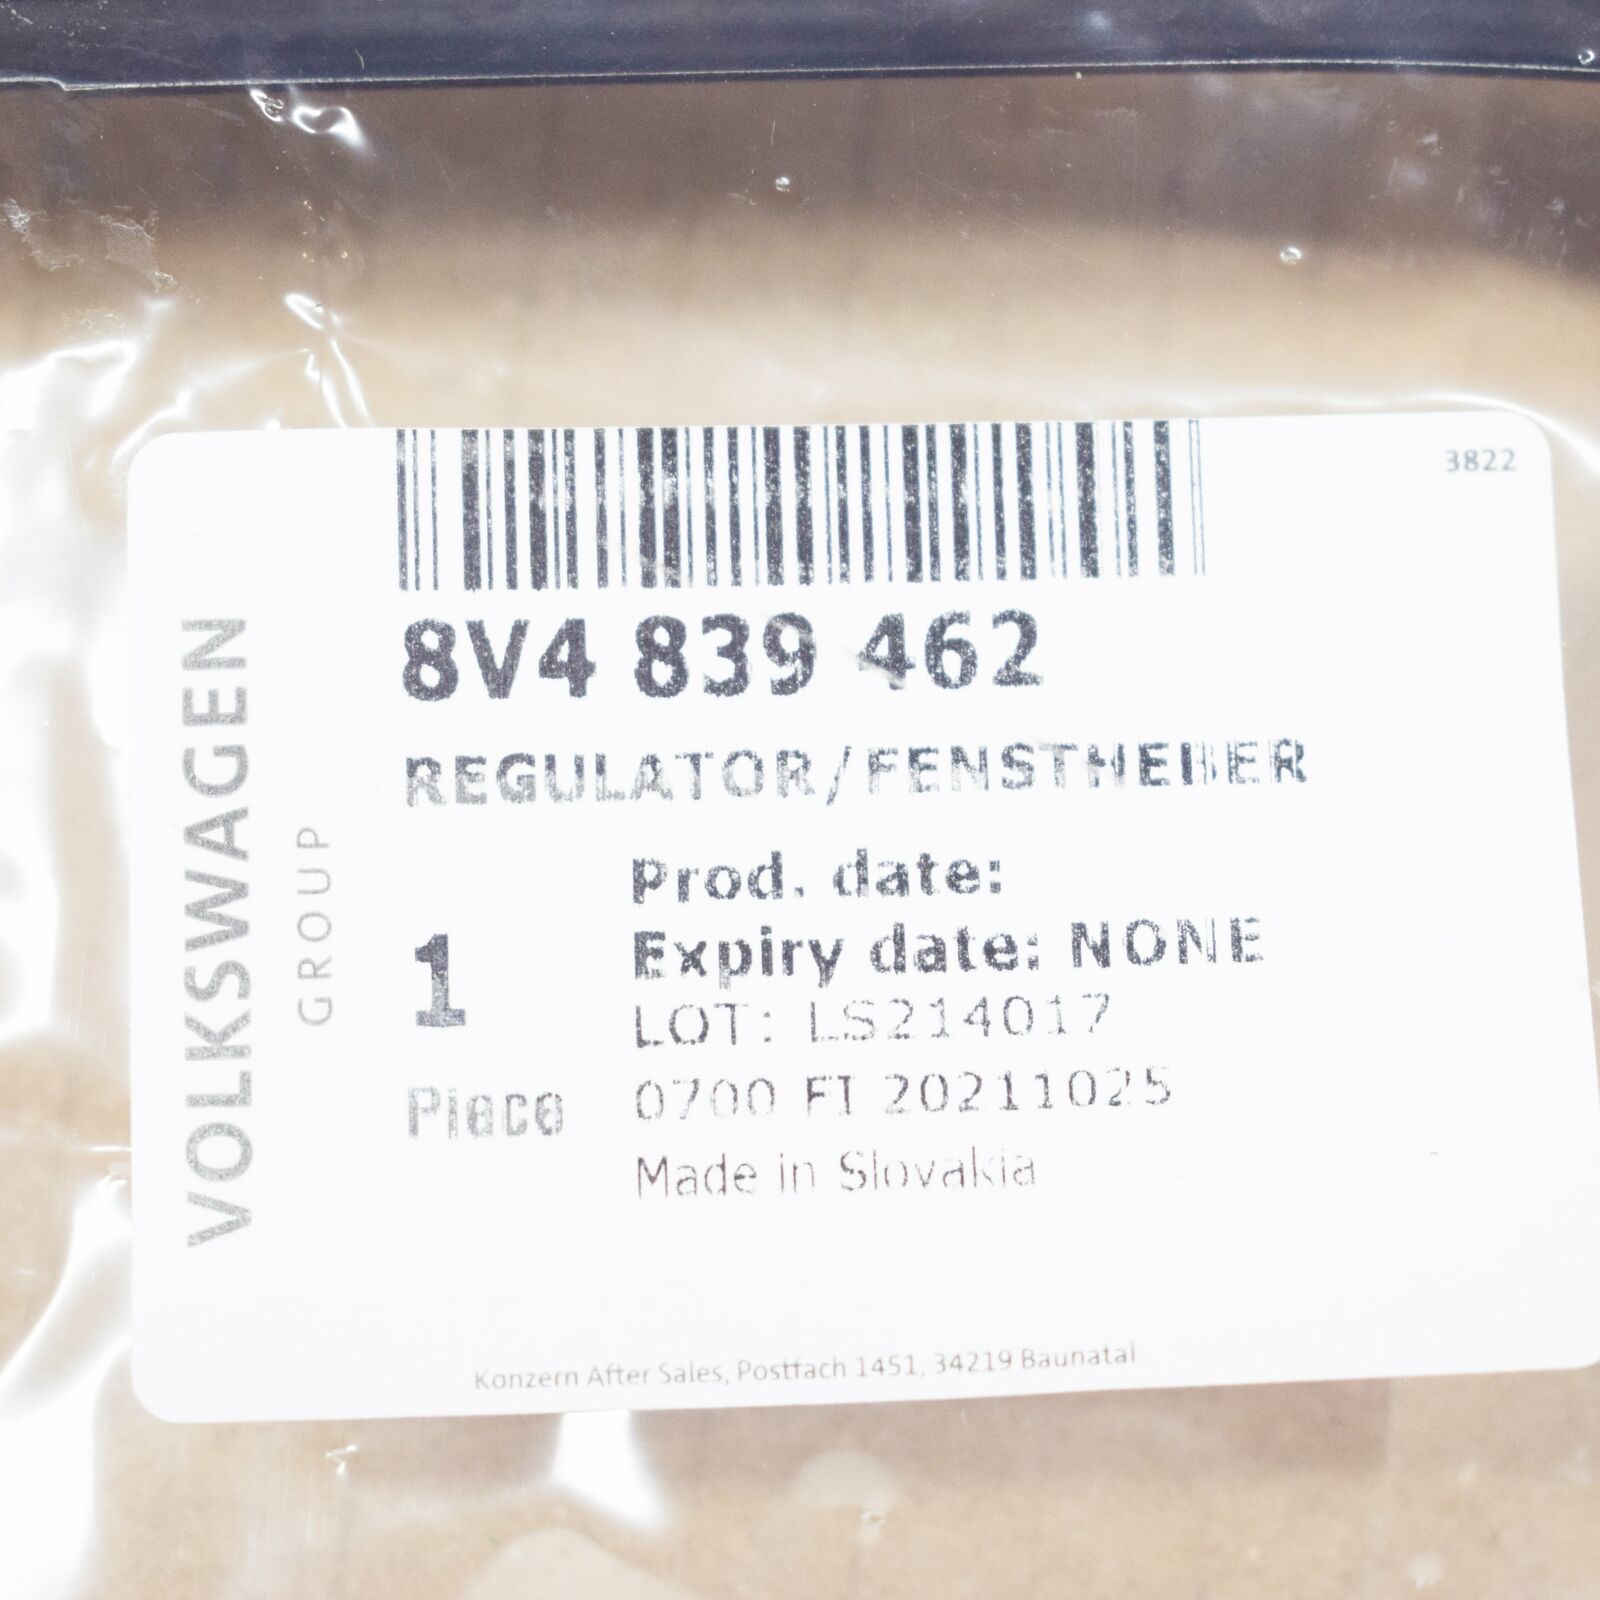 3822
8V4 839 462
REGULATOR/FENSTHEBER
Prod. date:
Expiry date: NONE
LOT: LS214017
0700 FI 20211025
Made in Slovakia
1
Piece
VOLKSWAGEN
GROUP
Konzern After Sales, Postfach 1451, 34219 Baunatal